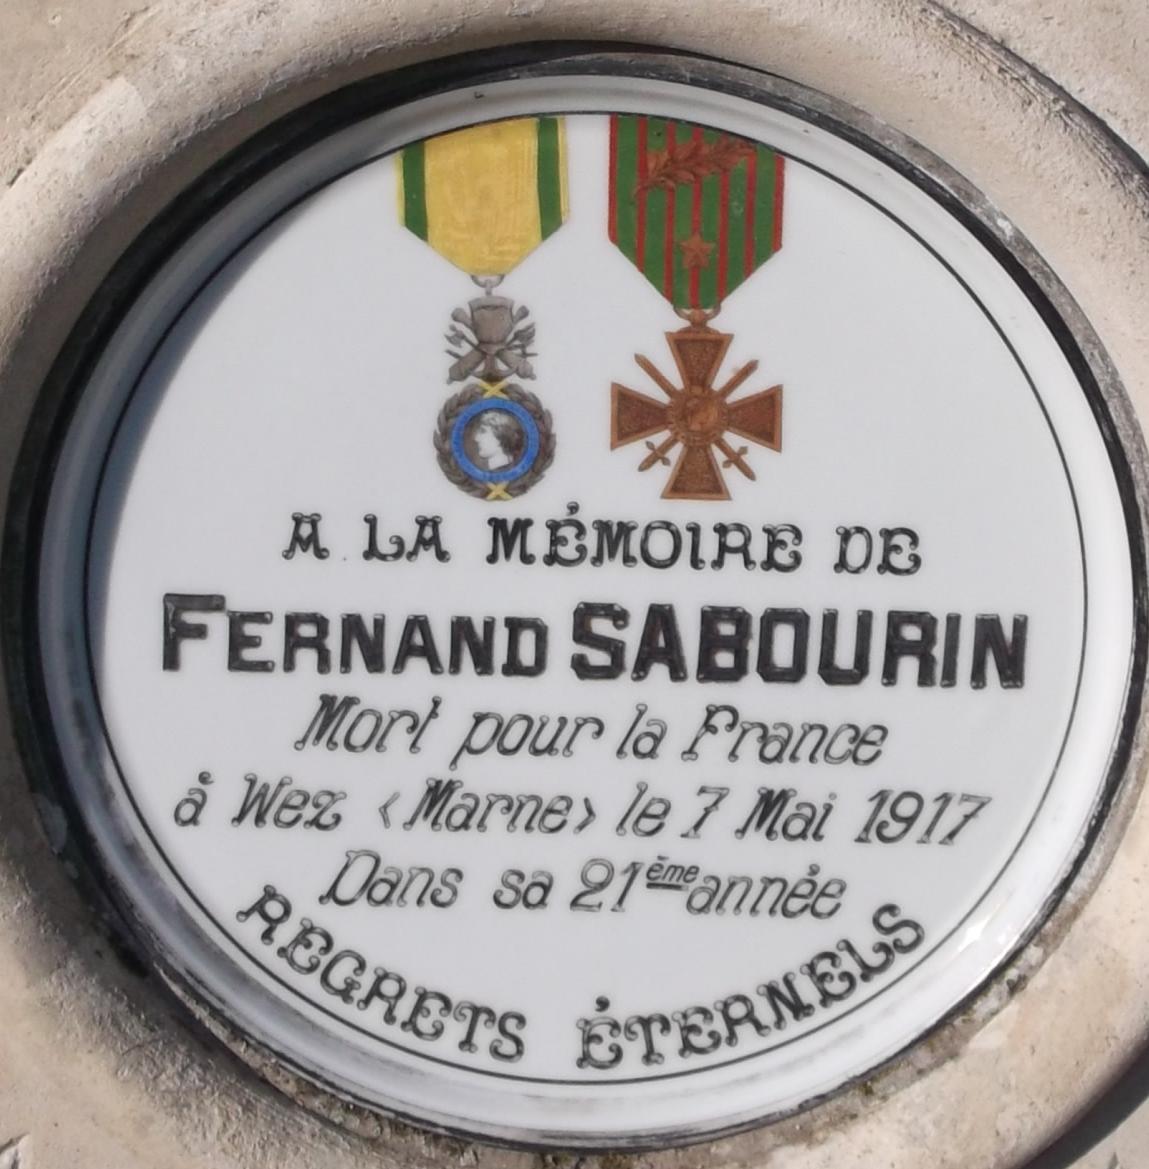 A LA MÉMOIRE DE
FERNAND SABOURIN
Mort pour la France
à Wez <Marne> le 7 Mai 1917
Dans sa 21ème année
REGRETS ÉTERNELS